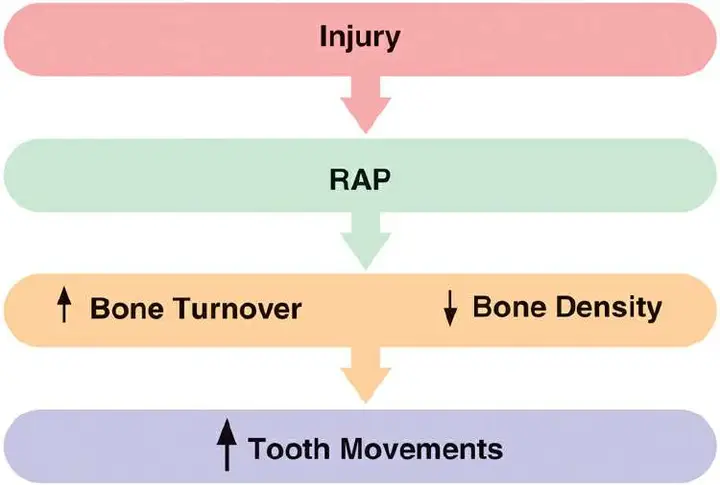 Injury
RAP
↑ Bone Turnover ↓ Bone Density
↑ Tooth Movements